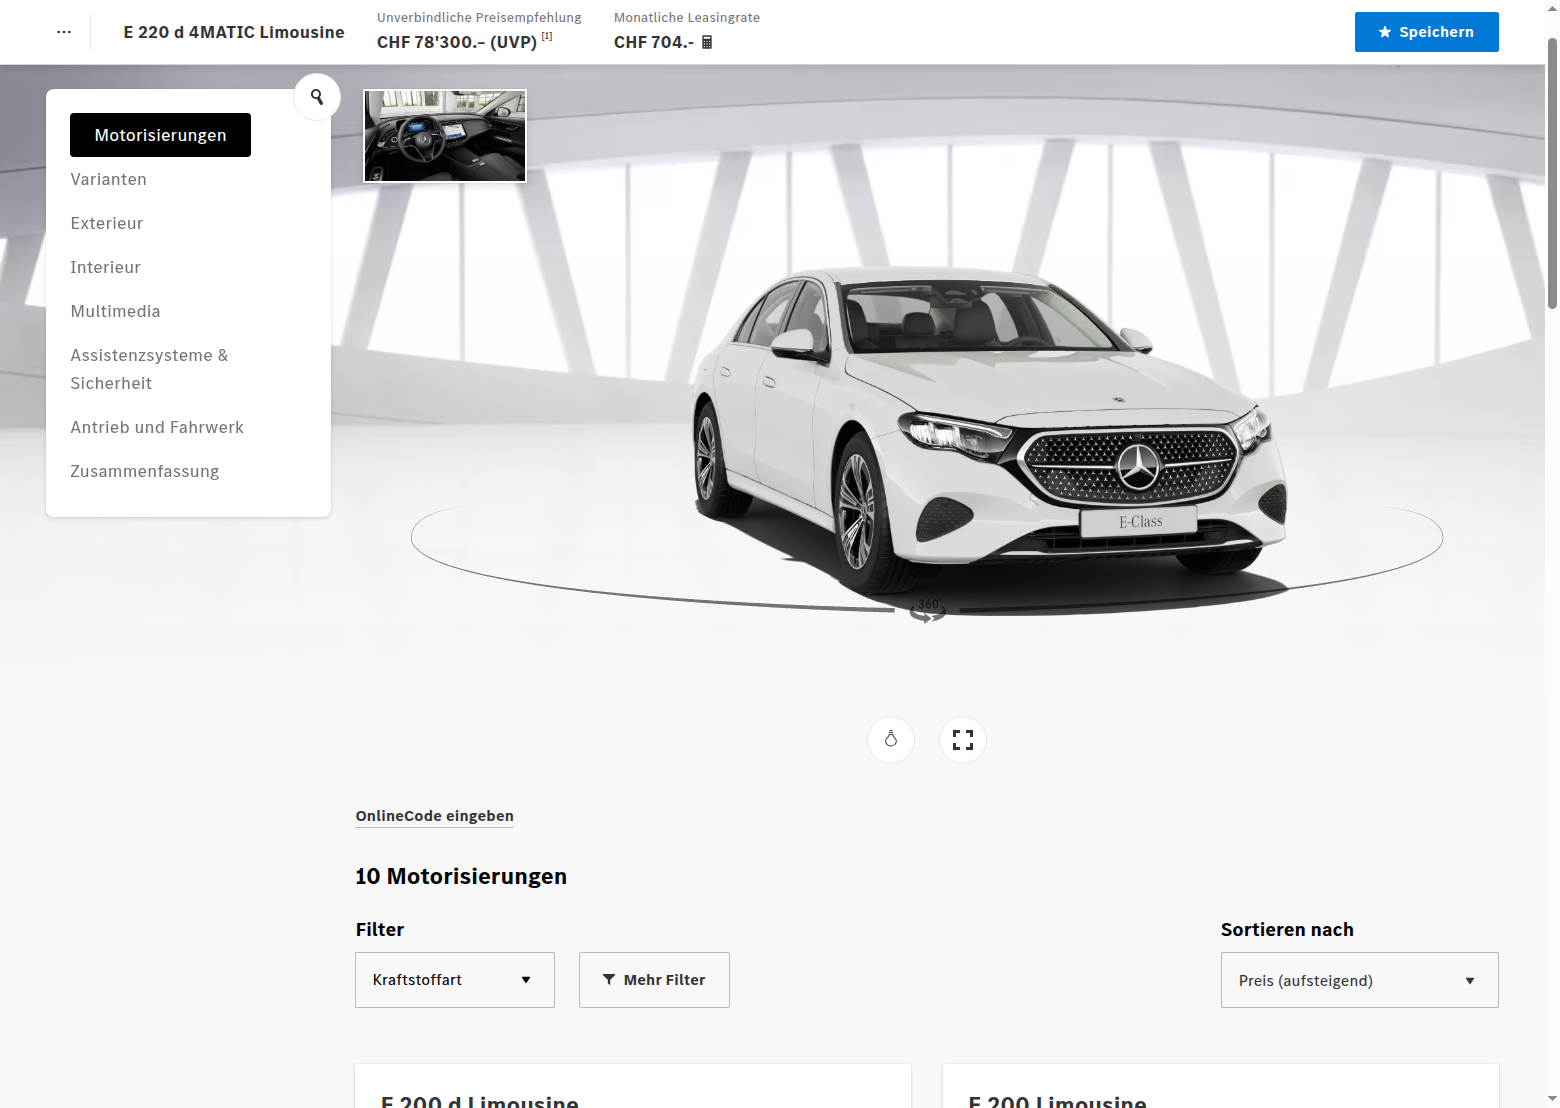 E 220 d 4MATIC Limousine
Unverbindliche Preisempfehlung
CHF 78'300.– (UVP) [1]
Monatliche Leasingrate
CHF 704.-
Speichern
Motorisierungen
Varianten
Exterieur
Interieur
Multimedia
Assistenzsysteme &
Sicherheit
Antrieb und Fahrwerk
Zusammenfassung
E-Class
360°
OnlineCode eingeben
10 Motorisierungen
Filter
Sortieren nach
Kraftstoffart
Mehr Filter
Preis (aufsteigend)
E 200 d Limousine
E 200 Limousine